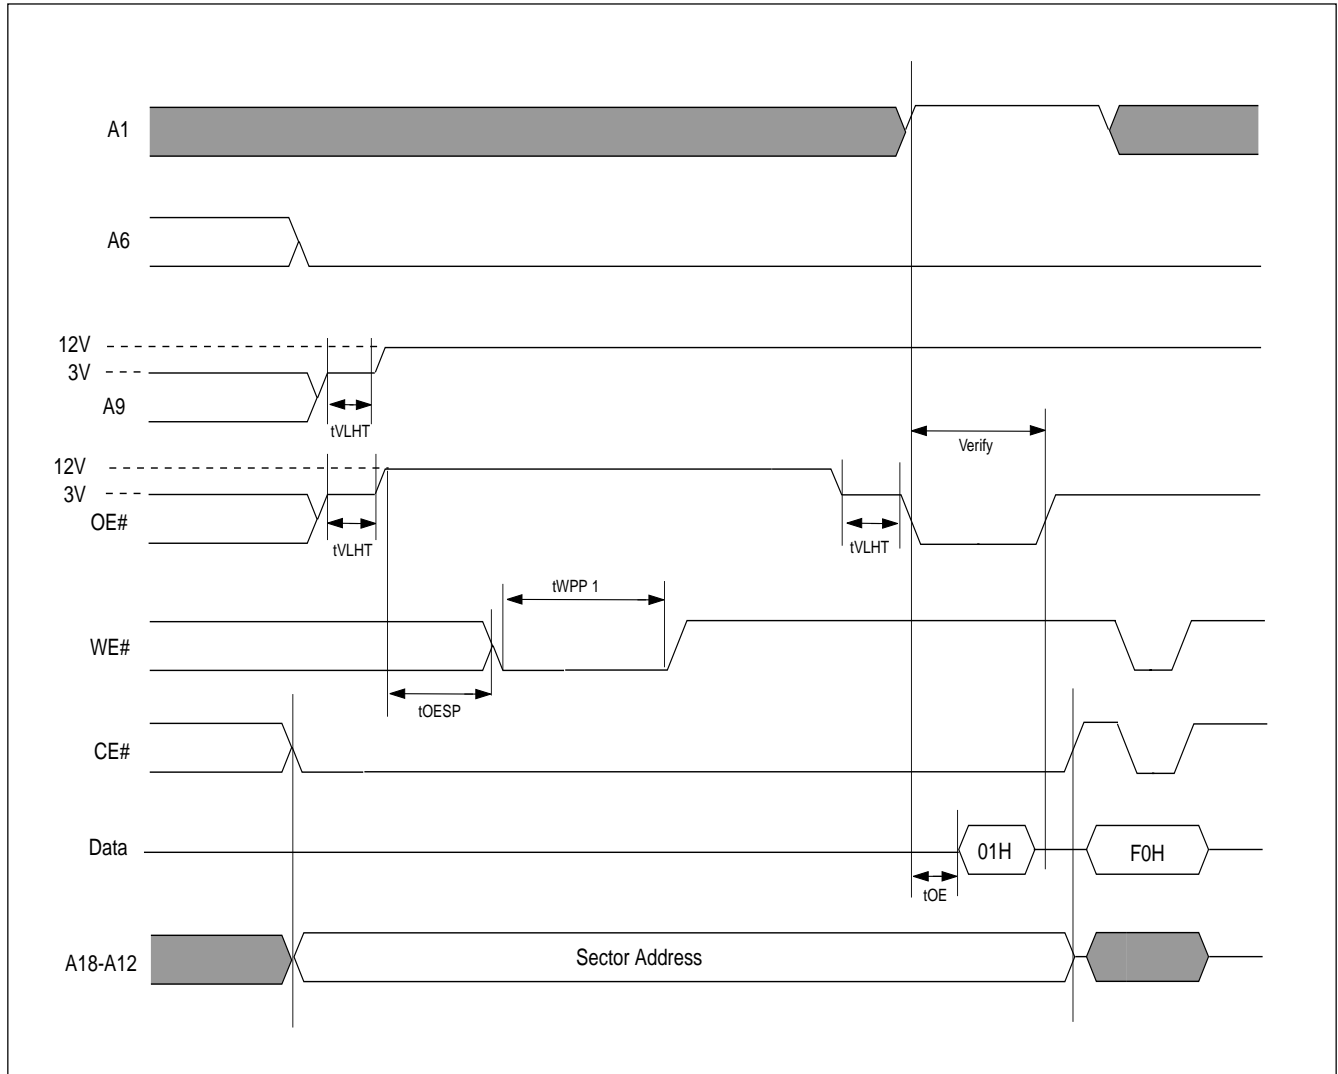 A1
A6
12V
3V
A9
tVLHT
Verify
12V
3V
OE#
tVLHT
tVLHT
tWPP 1
WE#
tOESP
CE#
Data
01H
F0H
tOE
A18-A12
Sector Address